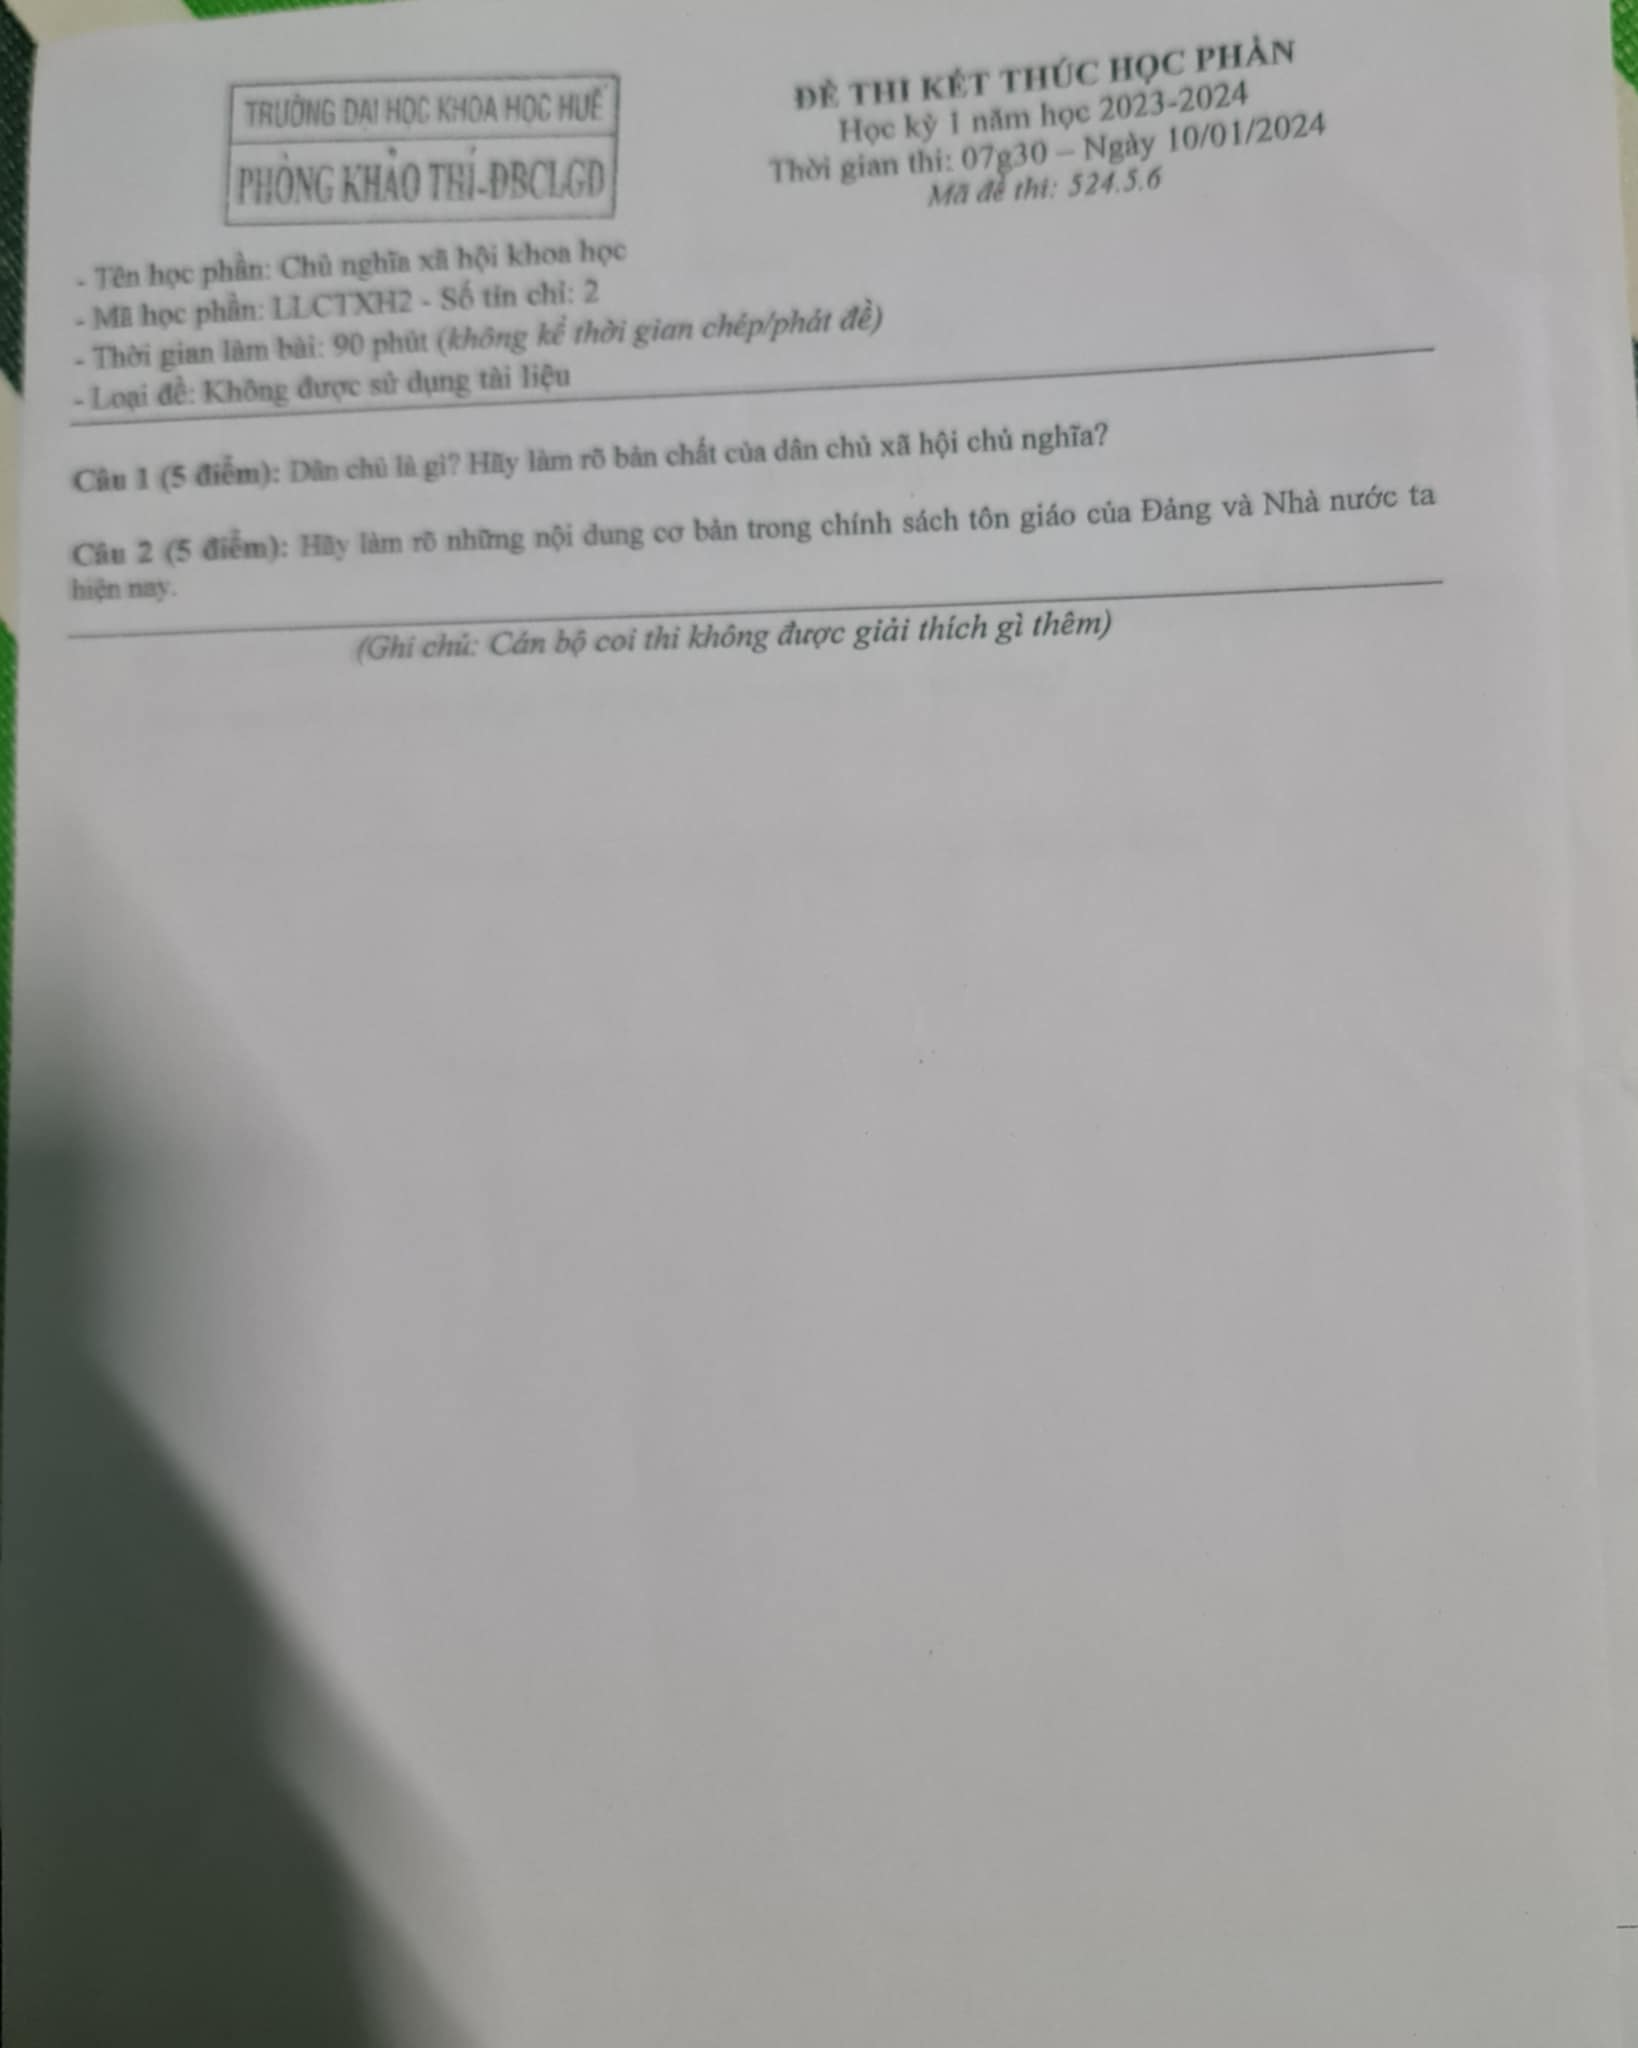 TRƯỜNG ĐẠI HỌC KHOA HỌC HUẾ
PHÒNG KHẢO THÍ-ĐBCLGD
ĐỀ THI KẾT THÚC HỌC PHẦN
Học kỳ 1 năm học 2023-2024
Thời gian thi: 07g30 – Ngày 10/01/2024
Mã đề thi: 524.5.6
- Tên học phần: Chủ nghĩa xã hội khoa học
- Mã học phần: LLCTXH2 - Số tín chỉ: 2
- Thời gian làm bài: 90 phút (không kể thời gian chép/phát đề)
- Loại đề: Không được sử dụng tài liệu
Câu 1 (5 điểm): Dân chủ là gì? Hãy làm rõ bản chất của dân chủ xã hội chủ nghĩa?
Câu 2 (5 điểm): Hãy làm rõ những nội dung cơ bản trong chính sách tôn giáo của Đảng và Nhà nước ta
hiện nay.
(Ghi chú: Cán bộ coi thi không được giải thích gì thêm)